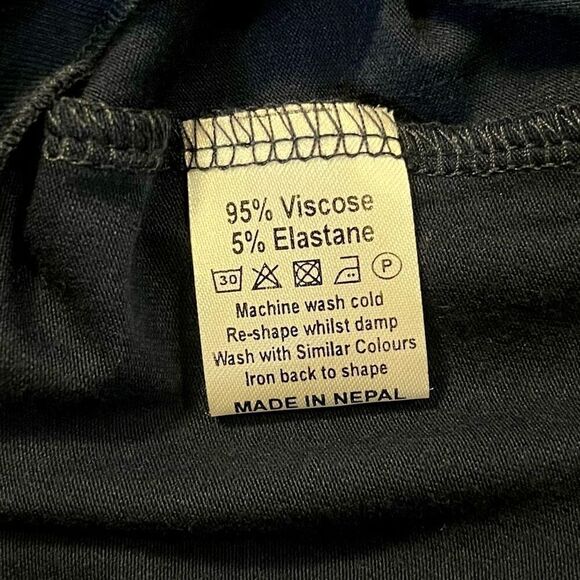 95% Viscose
5% Elastane
30 P
Machine wash cold
Re-shape whilst damp
Wash with Similar Colours
Iron back to shape
MADE IN NEPAL